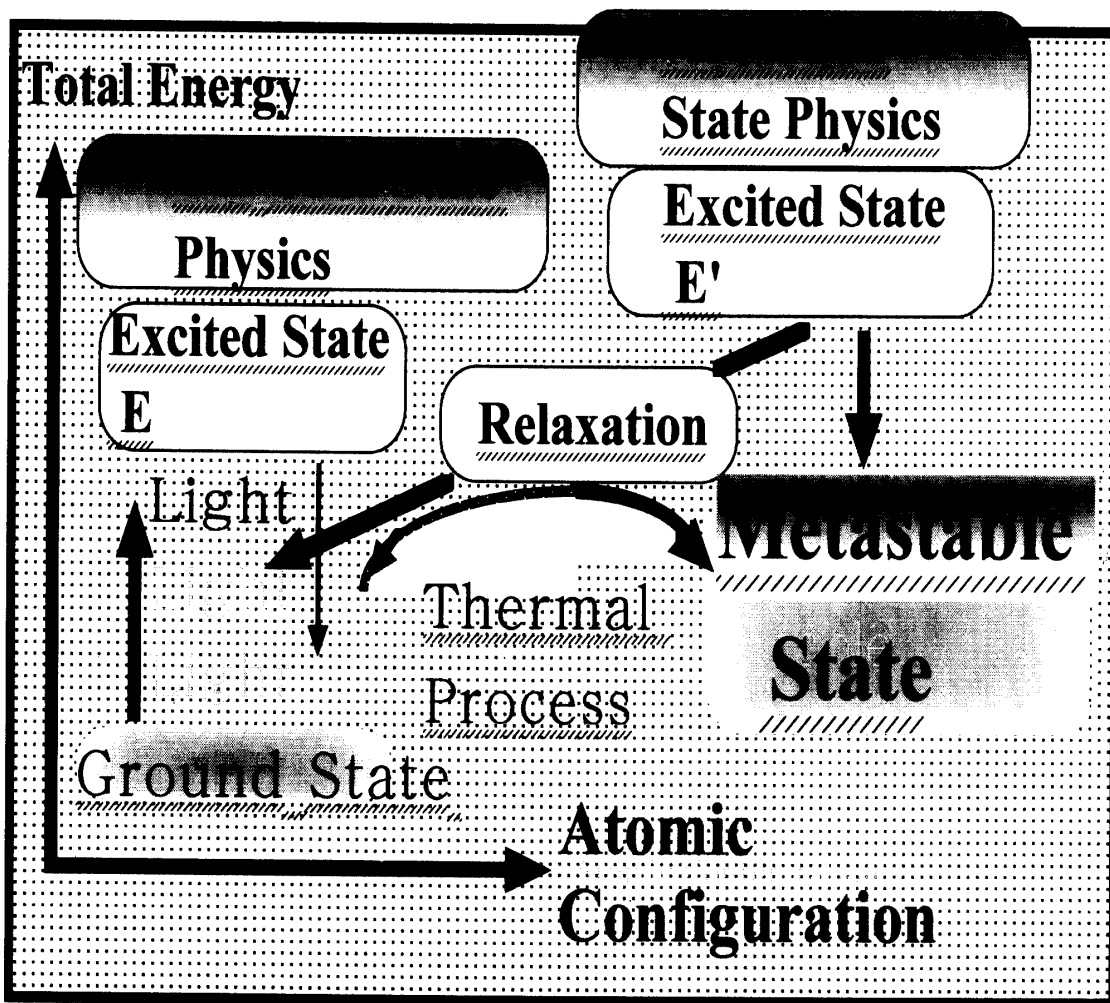 Total Energy
State Physics
Excited State
E'
Physics
Excited State
E
Relaxation
Light
Metastable
State
Thermal
Process
Ground State
Atomic
Configuration